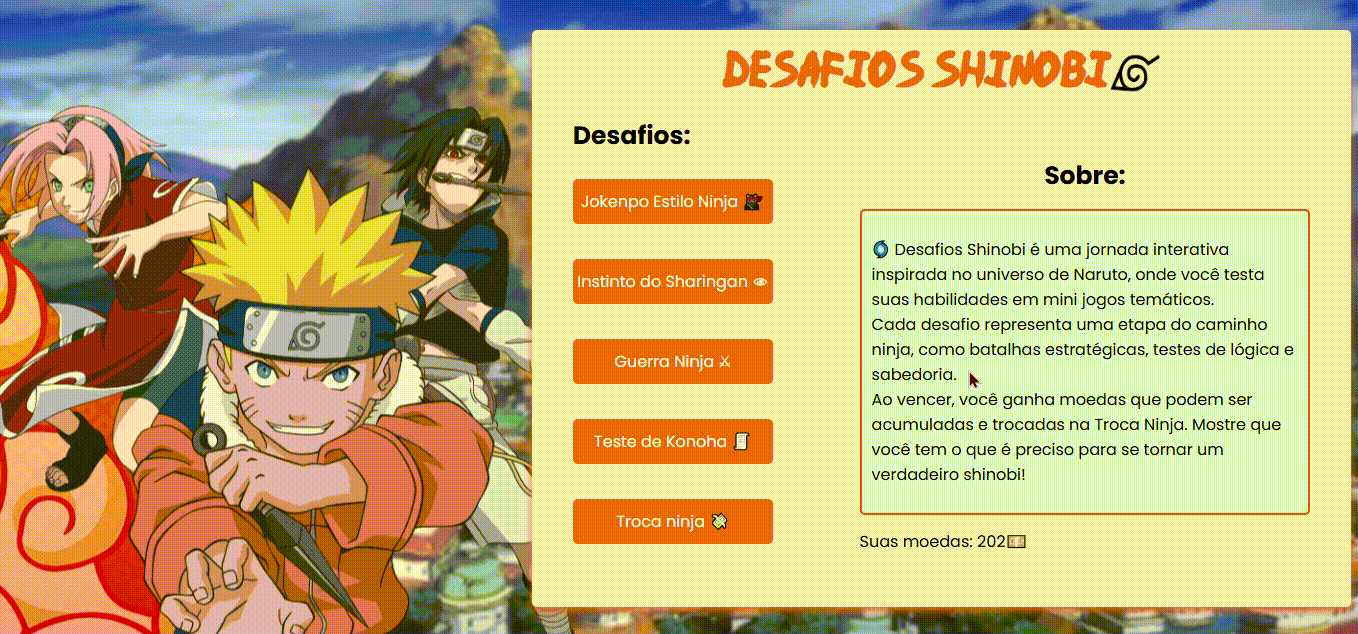 DESAFIOS SHINOBI
Desafios:
Jokenpo Estilo Ninja 🥷
Instinto do Sharingan 👁
Guerra Ninja ⚔
Teste de Konoha 📜
Troca ninja 💸
Sobre:
🌀 Desafios Shinobi é uma jornada interativa
inspirada no universo de Naruto, onde você testa
suas habilidades em mini jogos temáticos.
Cada desafio representa uma etapa do caminho
ninja, como batalhas estratégicas, testes de lógica e
sabedoria.
Ao vencer, você ganha moedas que podem ser
acumuladas e trocadas na Troca Ninja. Mostre que
você tem o que é preciso para se tornar um
verdadeiro shinobi!
Suas moedas: 202💴